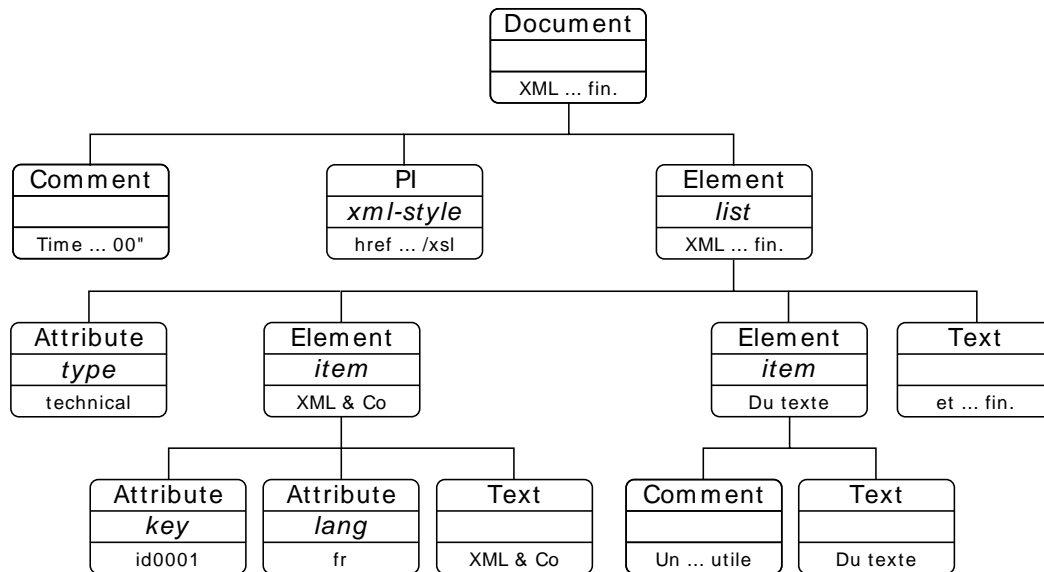 Document
XML ... fin.
Comment
Time ... 00"
PI
xml-style
href ... /xsl
Element
list
XML ... fin.
Attribute
type
technical
Element
item
XML & Co
Element
item
Du texte
Text
et ... fin.
Attribute
key
id0001
Attribute
lang
fr
Text
XML & Co
Comment
Un ... utile
Text
Du texte